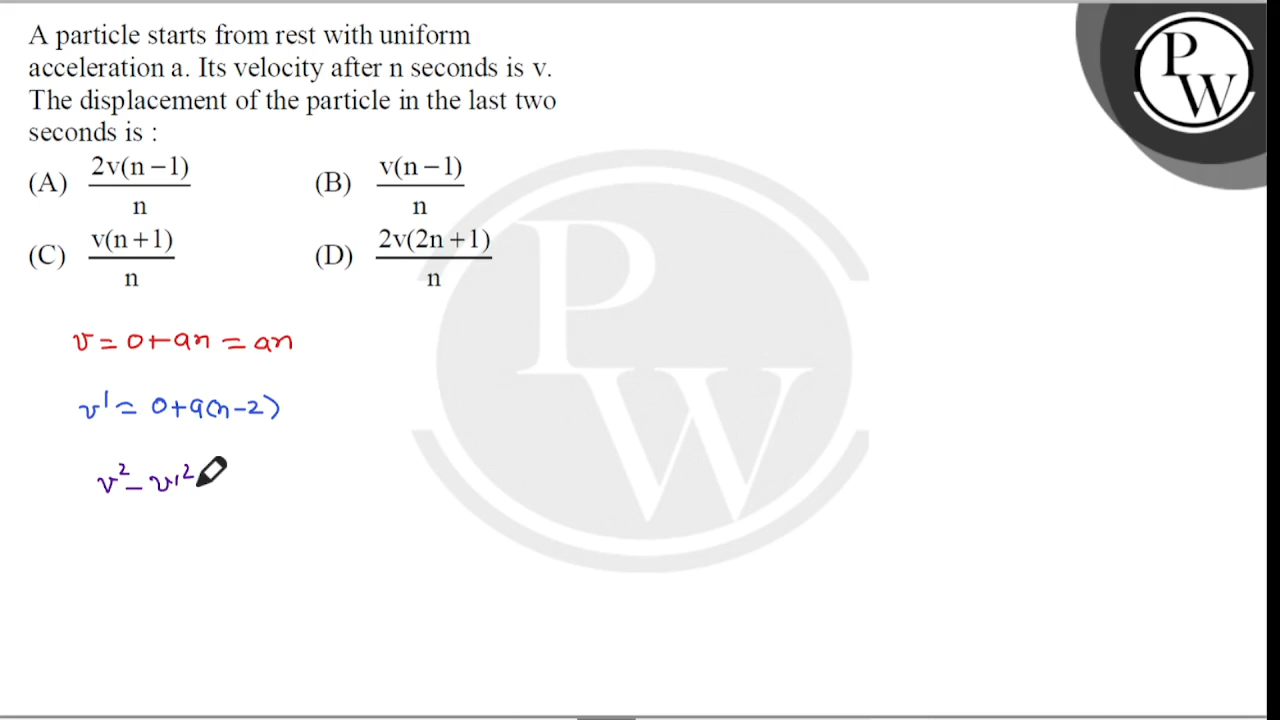 A particle starts from rest with uniform
acceleration a. Its velocity after n seconds is v.
The displacement of the particle in the last two
seconds is :
(A) 2v(n−1)/n (B) v(n−1)/n
(C) v(n+1)/n (D) 2v(2n+1)/n
v = 0+an = an
v' = 0+a(n-2)
v² - v'²
P
W
P
W